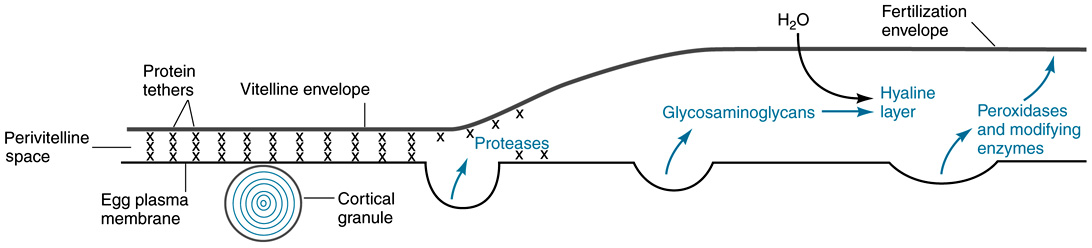 Protein
tethers
Vitelline envelope
Perivitelline
space
Egg plasma
membrane
Cortical
granule
Proteases
Glycosaminoglycans
H₂O
Hyaline
layer
Fertilization
envelope
Peroxidases
and modifying
enzymes